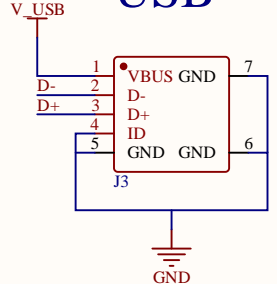 USB
V_USB
1 VBUS GND 7
D- 2 D-
D+ 3 D+
4 ID
5 GND GND 6
J3
GND